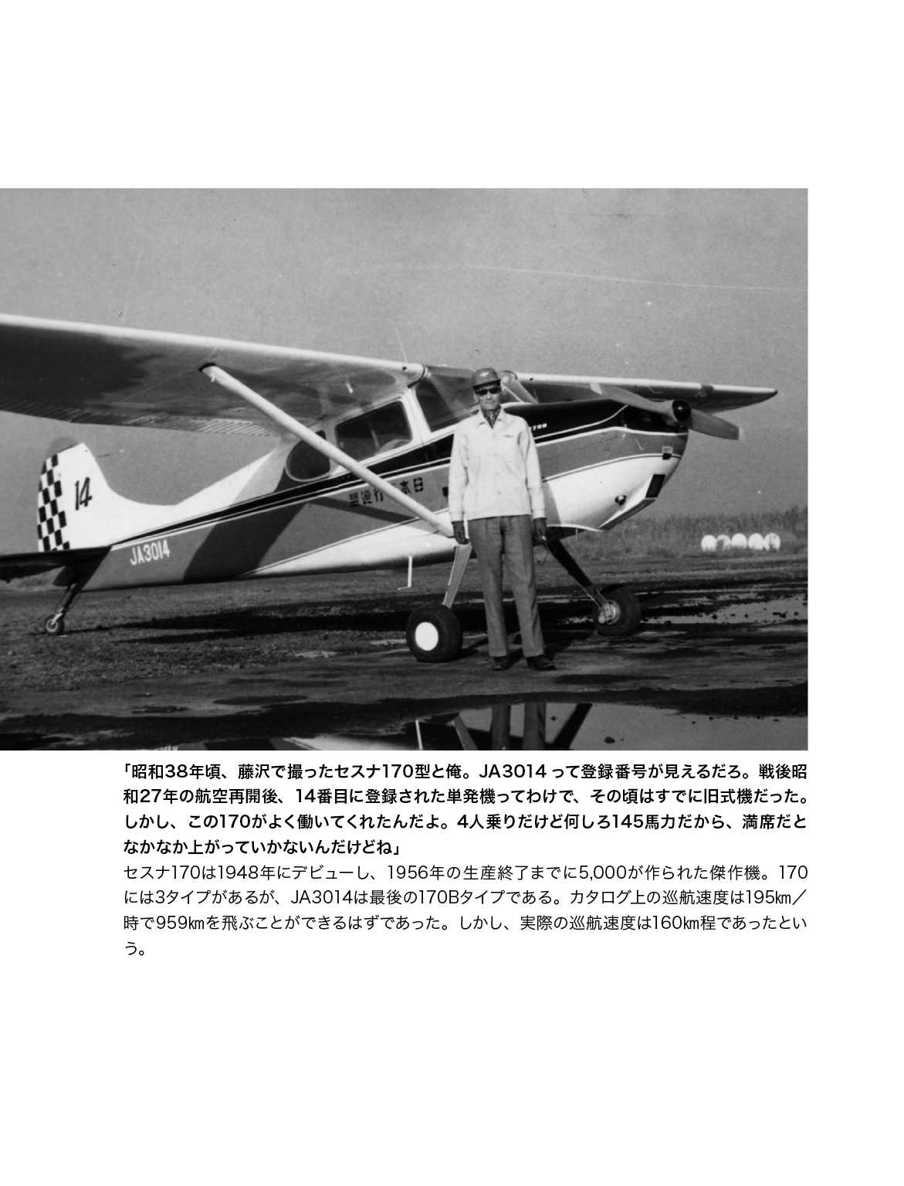 14
JA3014
「昭和38年頃、藤沢で撮ったセスナ170型と俺。JA3014 って登録番号が見えるだろ。戦後昭
和27年の航空再開後、14番目に登録された単発機ってわけで、その頃はすでに旧式機だった。
しかし、この170がよく働いてくれたんだよ。4人乗りだけど何しろ145馬力だから、満席だと
なかなか上がっていかないんだけどね」
セスナ170は1948年にデビューし、1956年の生産終了までに5,000が作られた傑作機。170
には3タイプがあるが、JA3014は最後の170Bタイプである。カタログ上の巡航速度は195㎞／
時で959㎞を飛ぶことができるはずであった。しかし、実際の巡航速度は160㎞程であったとい
う。